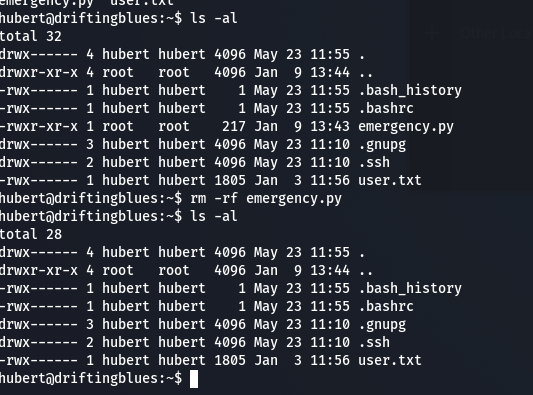 emergency.py user.txt
hubert@driftingblues:~$ ls -al
total 32
drwx------ 4 hubert hubert 4096 May 23 11:55 .
drwxr-xr-x 4 root   root   4096 Jan  9 13:44 ..
-rwx------ 1 hubert hubert    1 May 23 11:55 .bash_history
-rwx------ 1 hubert hubert    1 May 23 11:55 .bashrc
-rwxr-xr-x 1 root   root    217 Jan  9 13:43 emergency.py
drwx------ 3 hubert hubert 4096 May 23 11:10 .gnupg
drwx------ 2 hubert hubert 4096 May 23 11:10 .ssh
-rwx------ 1 hubert hubert 1805 Jan  3 11:56 user.txt
hubert@driftingblues:~$ rm -rf emergency.py
hubert@driftingblues:~$ ls -al
total 28
drwx------ 4 hubert hubert 4096 May 23 11:55 .
drwxr-xr-x 4 root   root   4096 Jan  9 13:44 ..
-rwx------ 1 hubert hubert    1 May 23 11:55 .bash_history
-rwx------ 1 hubert hubert    1 May 23 11:55 .bashrc
drwx------ 3 hubert hubert 4096 May 23 11:10 .gnupg
drwx------ 2 hubert hubert 4096 May 23 11:10 .ssh
-rwx------ 1 hubert hubert 1805 Jan  3 11:56 user.txt
hubert@driftingblues:~$